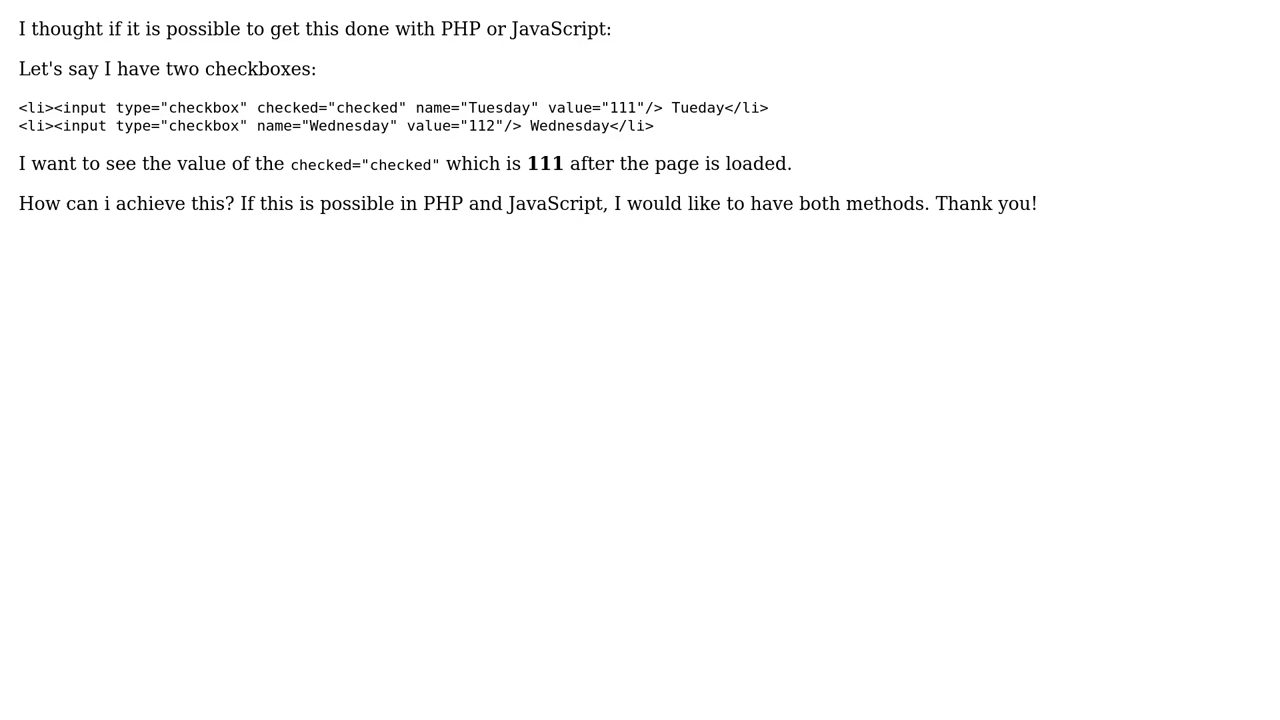 I thought if it is possible to get this done with PHP or JavaScript:
Let's say I have two checkboxes:
<li><input type="checkbox" checked="checked" name="Tuesday" value="111"/> Tueday</li>
<li><input type="checkbox" name="Wednesday" value="112"/> Wednesday</li>
I want to see the value of the checked="checked" which is 111 after the page is loaded.
How can i achieve this? If this is possible in PHP and JavaScript, I would like to have both methods. Thank you!